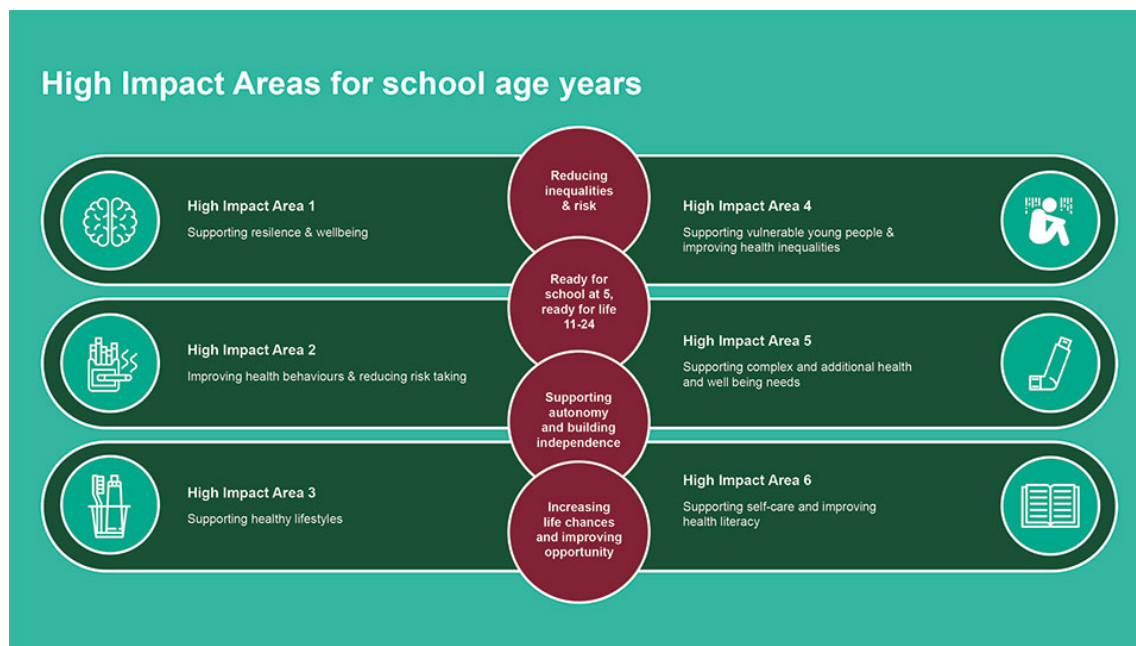 High Impact Areas for school age years
High Impact Area 1
Supporting resilence & wellbeing
High Impact Area 2
Improving health behaviours & reducing risk taking
High Impact Area 3
Supporting healthy lifestyles
Reducing
inequalities
& risk
Ready for
school at 5,
ready for life
11-24
Supporting
autonomy
and building
independence
Increasing
life chances
and improving
opportunity
High Impact Area 4
Supporting vulnerable young people &
improving health inequalities
High Impact Area 5
Supporting complex and additional health
and well being needs
High Impact Area 6
Supporting self-care and improving
health literacy